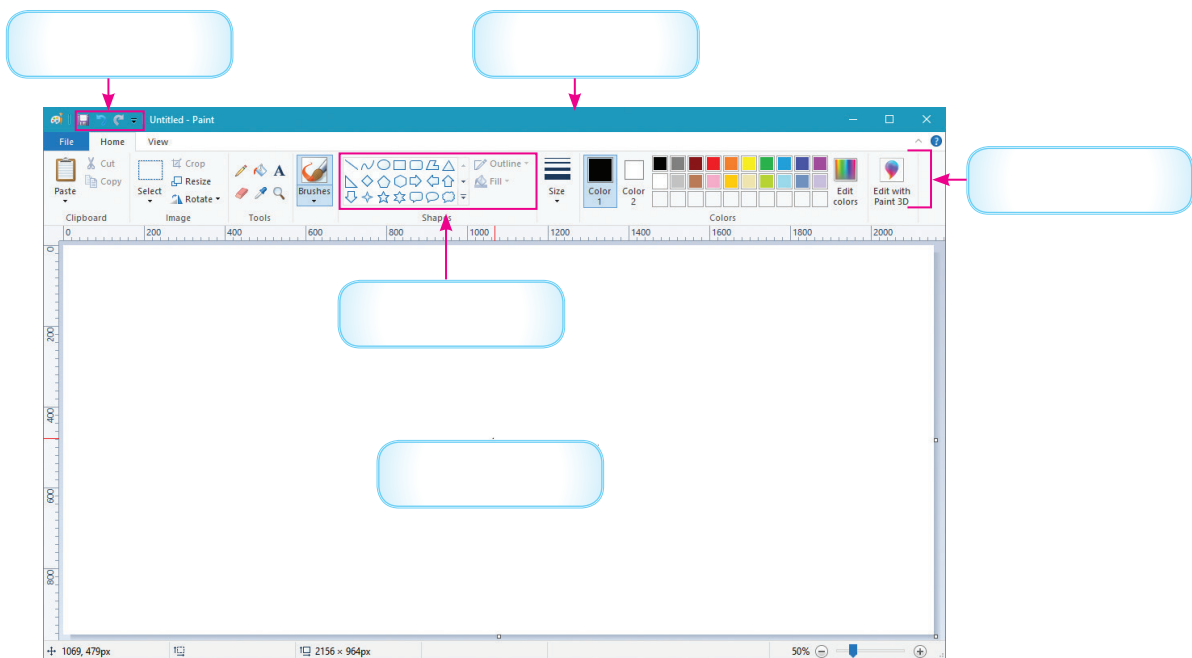 Untitled - Paint
File Home View
Cut Crop Outline
Copy Resize A Fill
Paste Select Rotate Brushes Size Color 1 Color 2 Edit colors Edit with Paint 3D
Clipboard Image Tools Shapes Colors
0 200 400 600 800 1000 1200 1400 1600 1800 2000
0
200
400
600
800
1069, 479px 2156 × 964px 50%